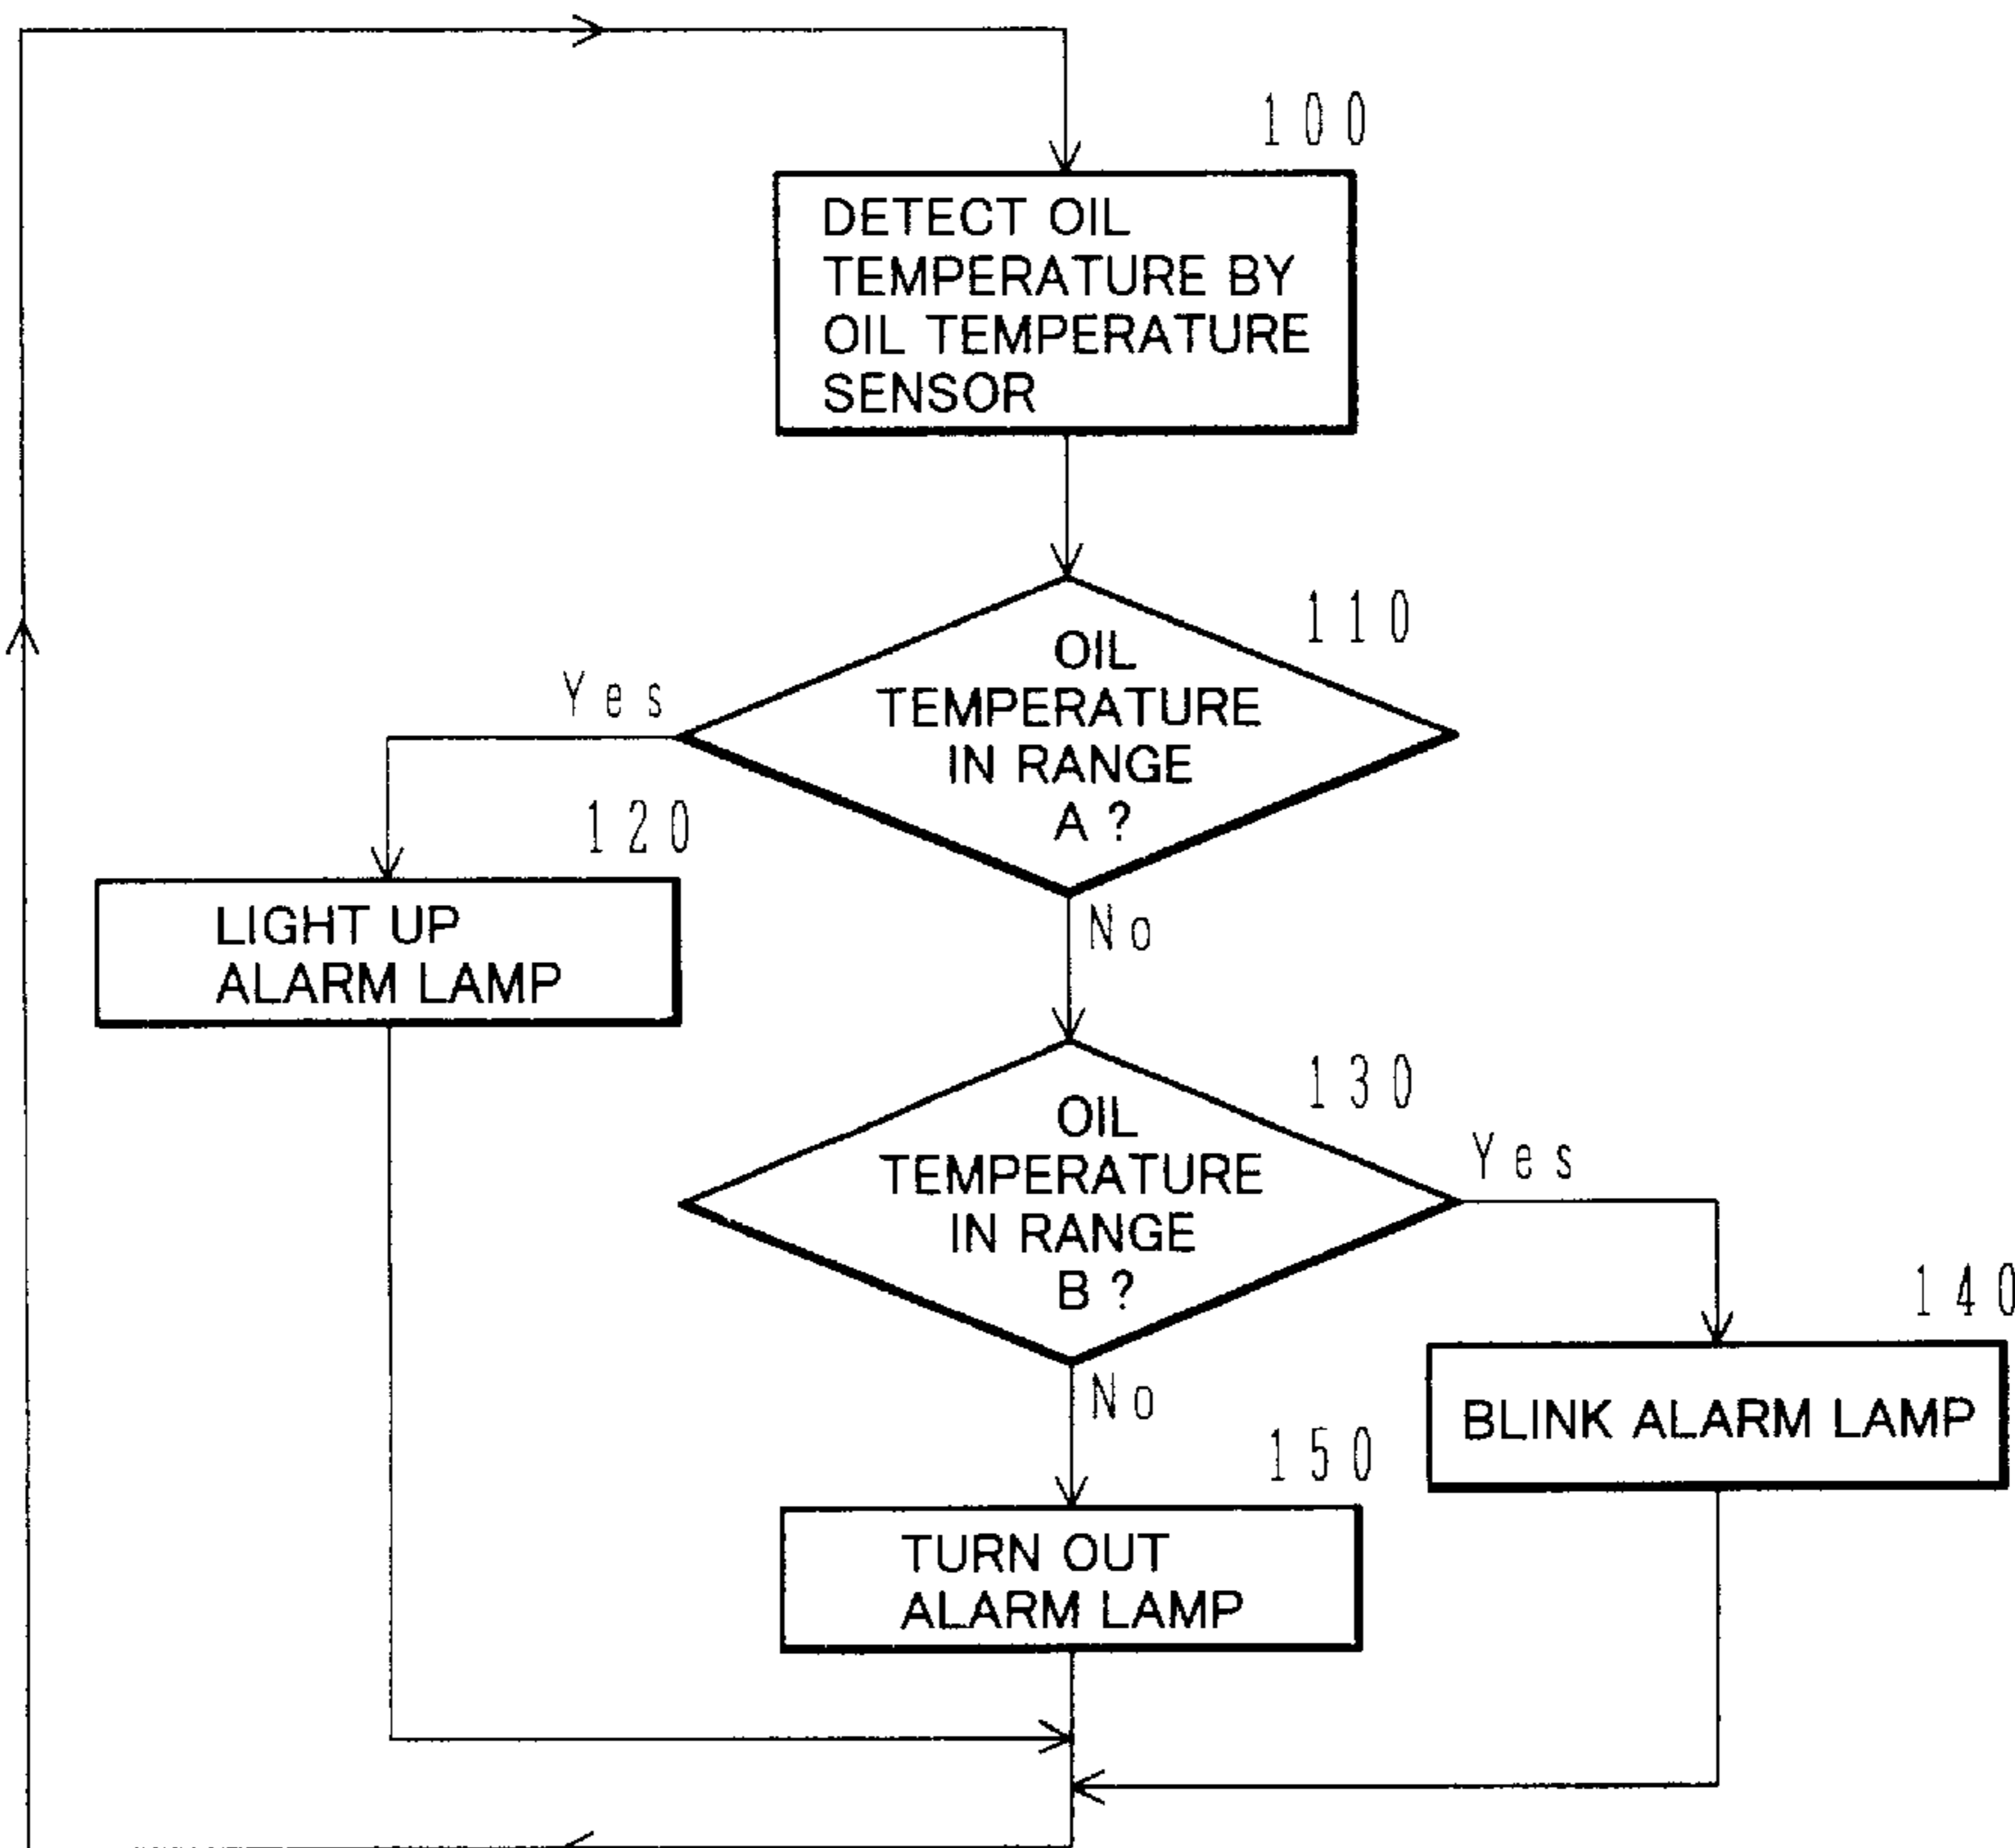 100
DETECT OIL
TEMPERATURE BY
OIL TEMPERATURE
SENSOR
110
OIL
TEMPERATURE
IN RANGE
A ?
Yes
No
120
LIGHT UP
ALARM LAMP
130
OIL
TEMPERATURE
IN RANGE
B ?
Yes
No
140
BLINK ALARM LAMP
150
TURN OUT
ALARM LAMP